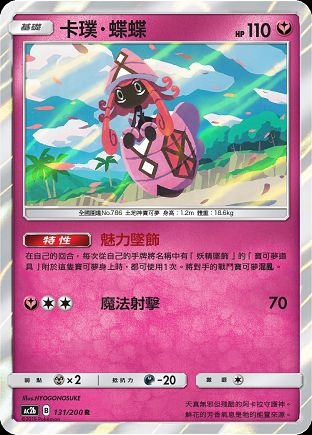 基礎 卡璞・蝶蝶 HP 110
全國圖鑑No.786 土地神寶可夢 身高:1.2m 體重:18.6kg
特性 魅力墜飾
在自己的回合,每次從自己的手牌將名稱中有「妖精墜飾」的「寶可夢道
具」附於這隻寶可夢身上時,都可使用1次。將對手的戰鬥寶可夢混亂。
魔法射擊 70
弱點 ×2 抵抗力 -20 撤退
Illus.HYOGONOSUKE
AC2b B 131/200 R
©2019 Pokémon
天真無邪但殘酷的阿卡拉守護神。
鮮花的芳香氣息是牠的能量來源。